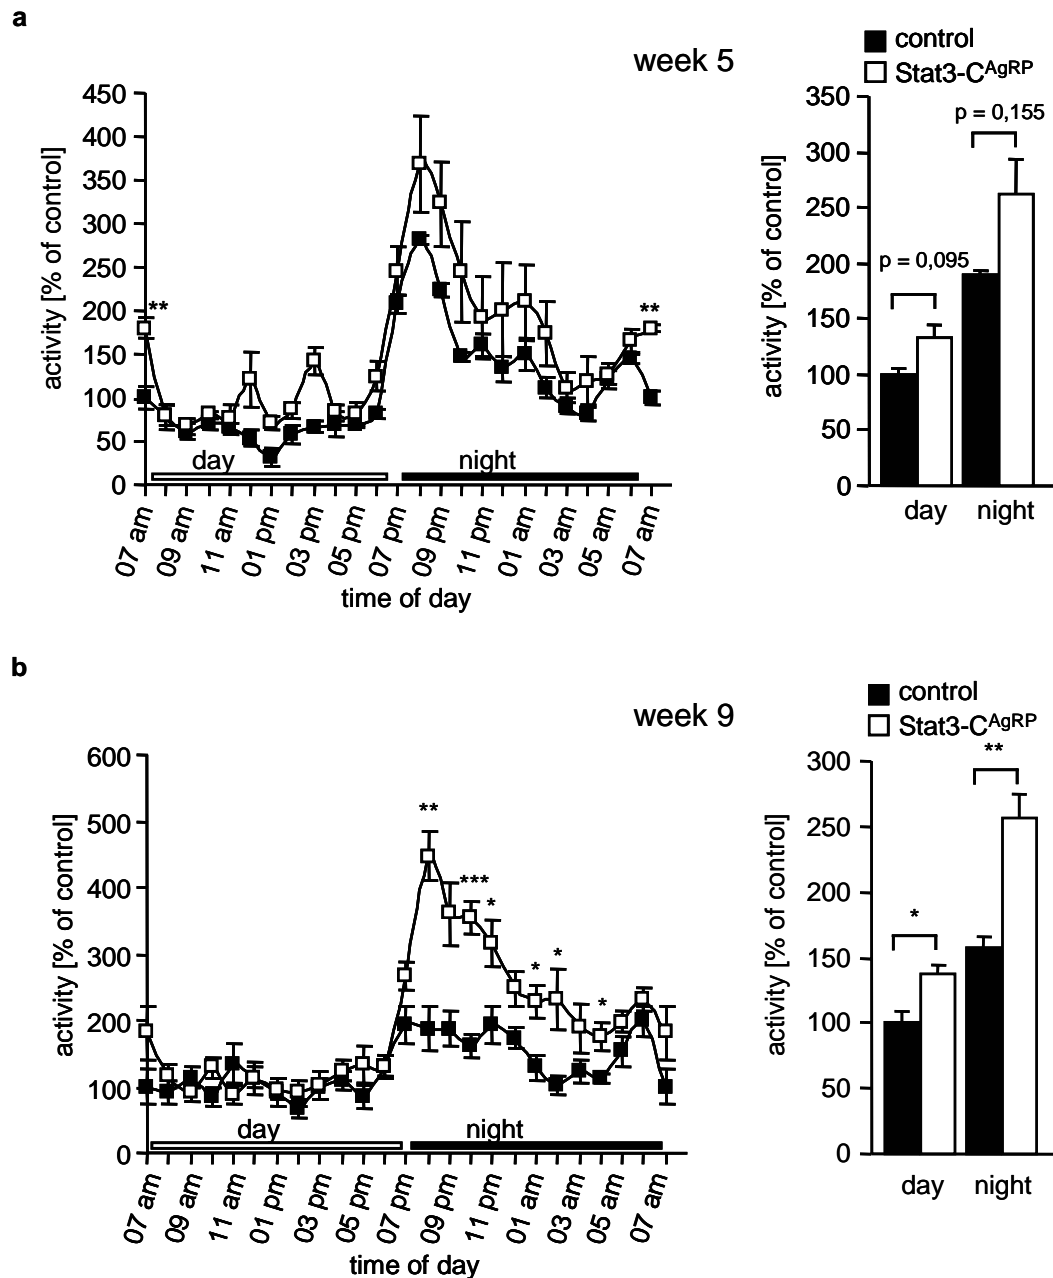 a
week 5
control
Stat3-C^AgRP
450
400
350
300
250
200
150
100
50
0
activity [% of control]
**
**
day
night
07 am
09 am
11 am
01 pm
03 pm
05 pm
07 pm
09 pm
11 pm
01 am
03 am
05 am
07 am
time of day
350
300
250
200
150
100
50
0
activity [% of control]
p = 0,155
p = 0,095
day
night
b
week 9
control
Stat3-C^AgRP
600
500
400
300
200
100
0
activity [% of control]
**
***
*
*
*
*
day
night
07 am
09 am
11 am
01 pm
03 pm
05 pm
07 pm
09 pm
11 pm
01 am
03 am
05 am
07 am
time of day
300
250
200
150
100
50
0
activity [% of control]
**
*
day
night